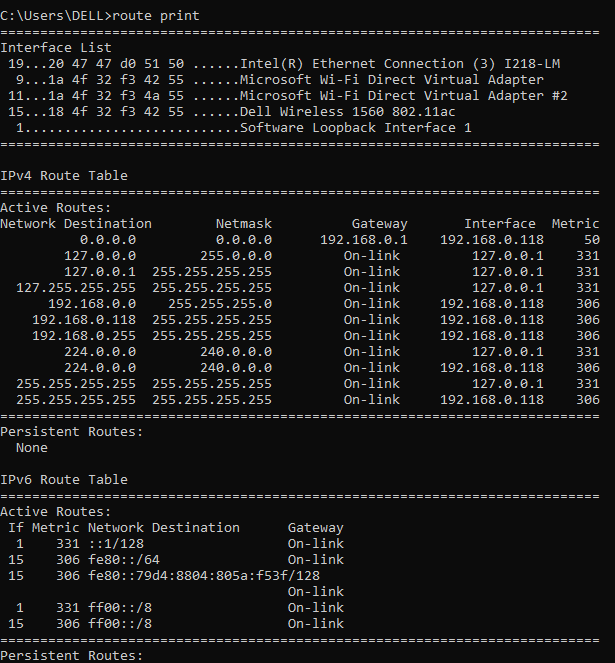 C:\Users\DELL>route print
===========================================================================
Interface List
 19...20 47 47 d0 51 50 ......Intel(R) Ethernet Connection (3) I218-LM
  9...1a 4f 32 f3 42 55 ......Microsoft Wi-Fi Direct Virtual Adapter
 11...1a 4f 32 f3 4a 55 ......Microsoft Wi-Fi Direct Virtual Adapter #2
 15...18 4f 32 f3 42 55 ......Dell Wireless 1560 802.11ac
  1...........................Software Loopback Interface 1
===========================================================================
IPv4 Route Table
===========================================================================
Active Routes:
Network Destination        Netmask          Gateway       Interface  Metric
          0.0.0.0          0.0.0.0      192.168.0.1    192.168.0.118     50
        127.0.0.0        255.0.0.0         On-link         127.0.0.1    331
        127.0.0.1  255.255.255.255         On-link         127.0.0.1    331
  127.255.255.255  255.255.255.255         On-link         127.0.0.1    331
      192.168.0.0    255.255.255.0         On-link     192.168.0.118    306
    192.168.0.118  255.255.255.255         On-link     192.168.0.118    306
    192.168.0.255  255.255.255.255         On-link     192.168.0.118    306
        224.0.0.0        240.0.0.0         On-link         127.0.0.1    331
        224.0.0.0        240.0.0.0         On-link     192.168.0.118    306
  255.255.255.255  255.255.255.255         On-link         127.0.0.1    331
  255.255.255.255  255.255.255.255         On-link     192.168.0.118    306
===========================================================================
Persistent Routes:
  None
IPv6 Route Table
===========================================================================
Active Routes:
 If Metric Network Destination      Gateway
  1    331 ::1/128                  On-link
 15    306 fe80::/64                On-link
 15    306 fe80::79d4:8804:805a:f53f/128
                                    On-link
  1    331 ff00::/8                 On-link
 15    306 ff00::/8                 On-link
===========================================================================
Persistent Routes: